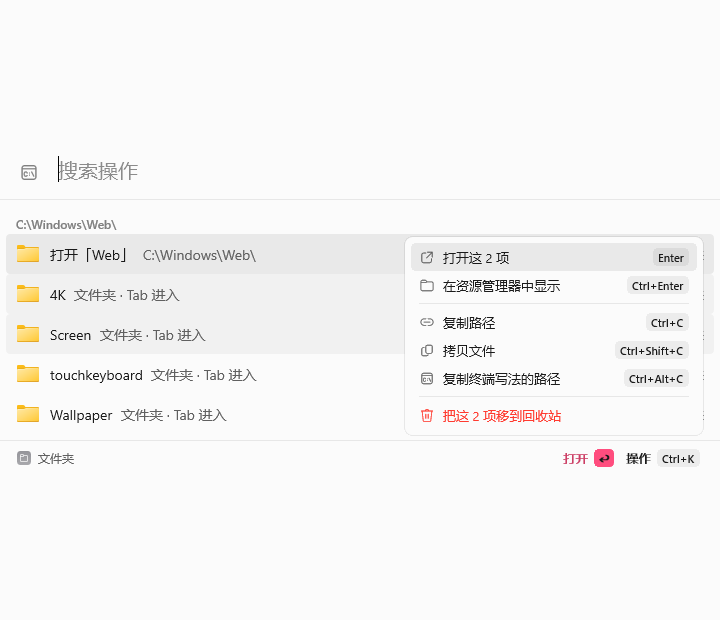 搜索操作
C:\Windows\Web\
打开「Web」 C:\Windows\Web\
4K 文件夹 · Tab 进入
Screen 文件夹 · Tab 进入
touchkeyboard 文件夹 · Tab 进入
Wallpaper 文件夹 · Tab 进入
打开这 2 项 Enter
在资源管理器中显示 Ctrl+Enter
复制路径 Ctrl+C
拷贝文件 Ctrl+Shift+C
复制终端写法的路径 Ctrl+Alt+C
把这 2 项移到回收站
文件夹 打开 操作 Ctrl+K